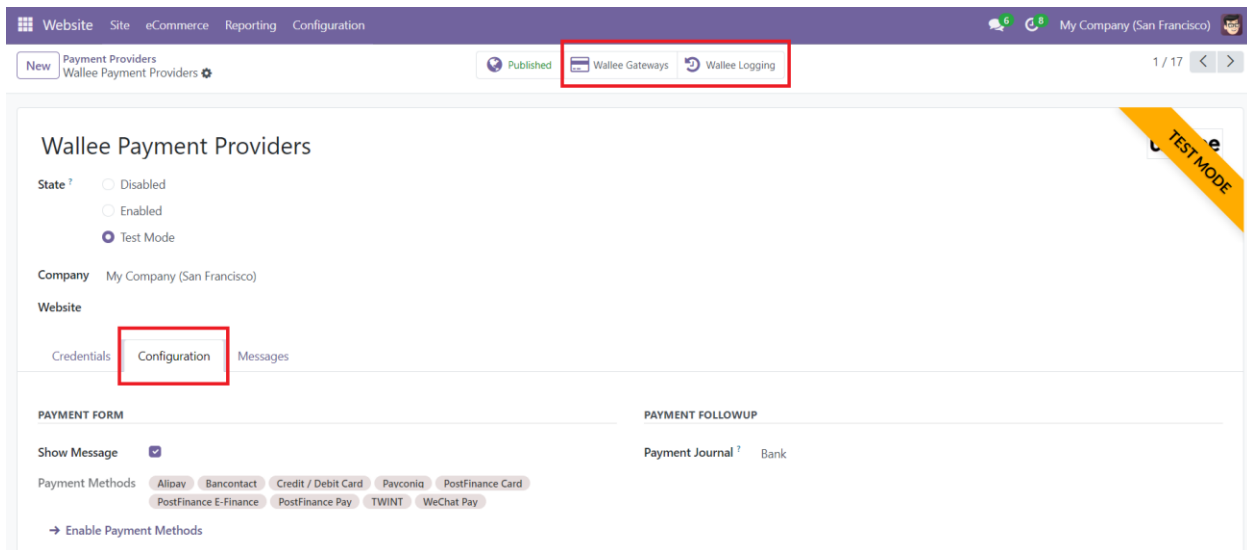 Website Site eCommerce Reporting Configuration 6 8 My Company (San Francisco)
New Payment Providers Published Wallee Gateways Wallee Logging 1 / 17
Wallee Payment Providers
Wallee Payment Providers
TEST MODE
State ? Disabled
Enabled
Test Mode
Company My Company (San Francisco)
Website
Credentials Configuration Messages
PAYMENT FORM PAYMENT FOLLOWUP
Show Message Payment Journal ? Bank
Payment Methods Alipay Bancontact Credit / Debit Card Payconiq PostFinance Card
PostFinance E-Finance PostFinance Pay TWINT WeChat Pay
→ Enable Payment Methods